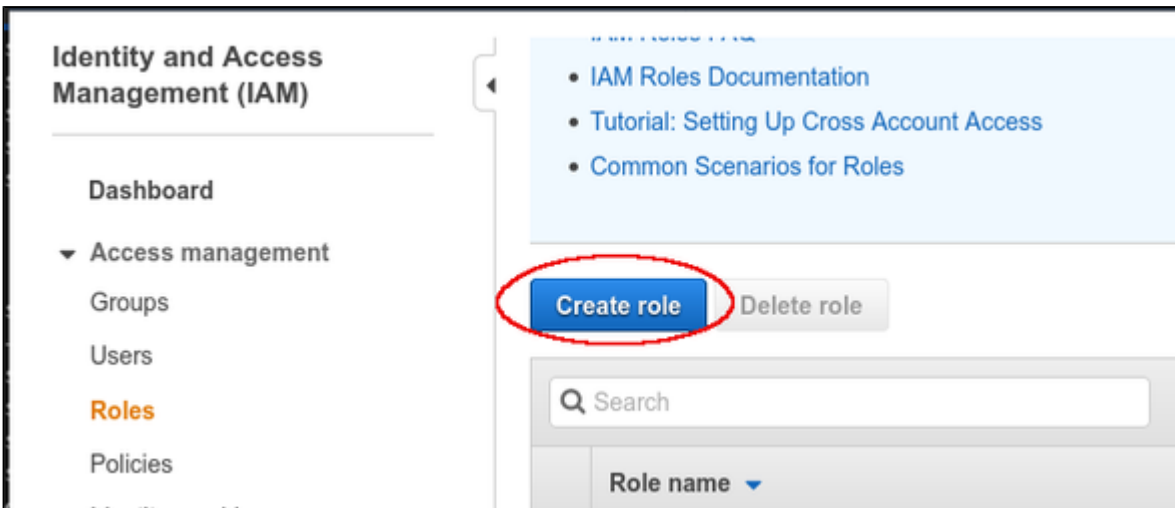 Identity and Access
Management (IAM)
Dashboard
Access management
Groups
Users
Roles
Policies
IAM Roles Documentation
Tutorial: Setting Up Cross Account Access
Common Scenarios for Roles
Create role
Delete role
Search
Role name